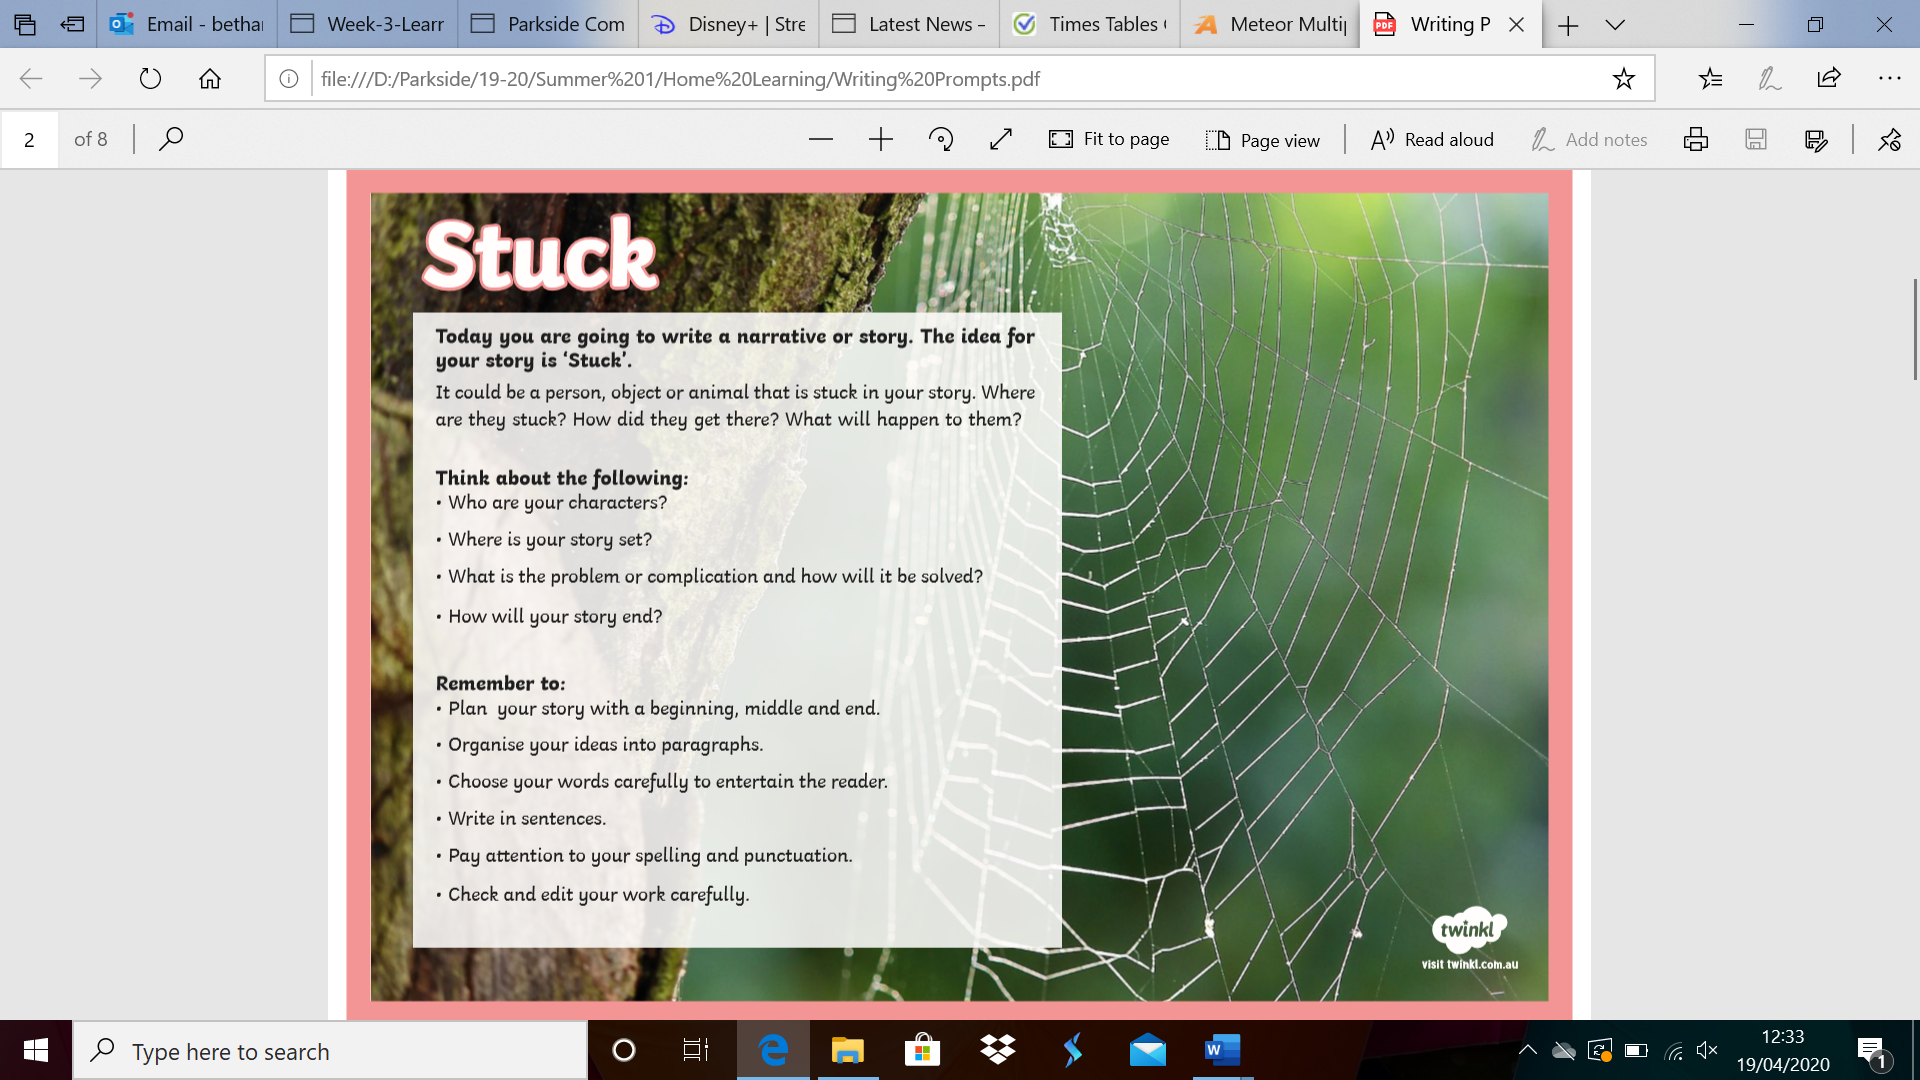 Email - bethar
Week-3-Learr
Parkside Com
Disney+ | Stre
Latest News -
Times Tables
Meteor Multip
Writing P
file:///D:/Parkside/19-20/Summer%201/Home%20Learning/Writing%20Prompts.pdf
2 of 8
Fit to page
Page view
Read aloud
Add notes
Stuck
Today you are going to write a narrative or story. The idea for
your story is ‘Stuck’.
It could be a person, object or animal that is stuck in your story. Where
are they stuck? How did they get there? What will happen to them?
Think about the following:
• Who are your characters?
• Where is your story set?
• What is the problem or complication and how will it be solved?
• How will your story end?
Remember to:
• Plan your story with a beginning, middle and end.
• Organise your ideas into paragraphs.
• Choose your words carefully to entertain the reader.
• Write in sentences.
• Pay attention to your spelling and punctuation.
• Check and edit your work carefully.
twinkl
visit twinkl.com.au
Type here to search
12:33
19/04/2020
1